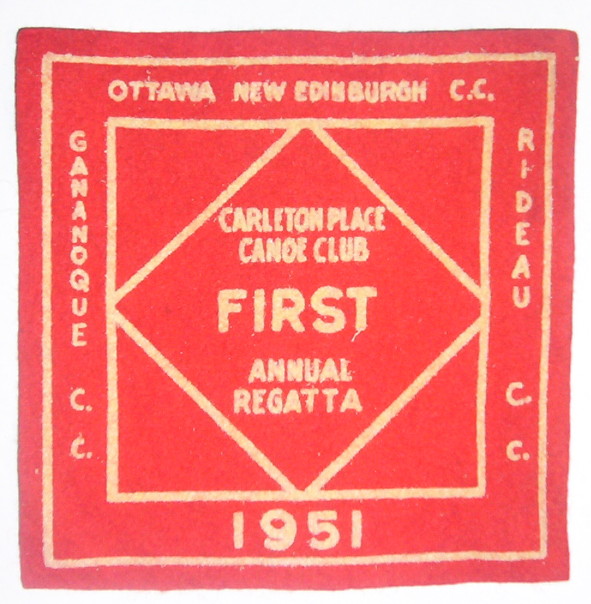 OTTAWA NEW EDINBURGH C.C.
GANANOQUE C. C.
RIDEAU C. C.
CARLETON PLACE
CANOE CLUB
FIRST
ANNUAL
REGATTA
1951